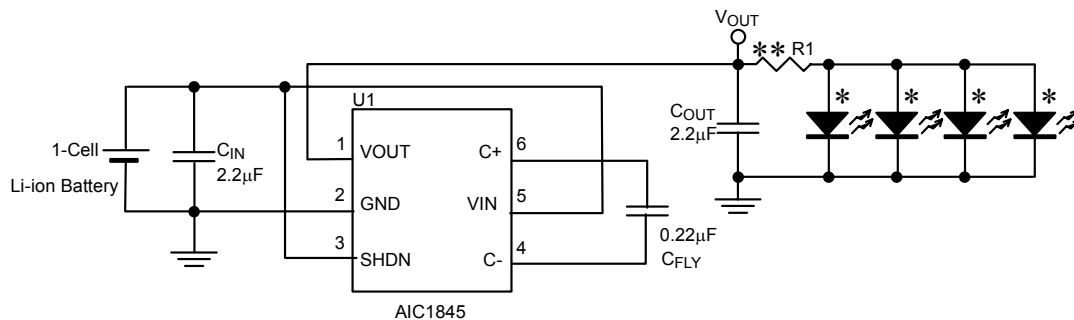 VOUT
** R1
U1
* * * *
COUT
2.2µF
1-Cell
Li-ion Battery
CIN
2.2µF
1 VOUT
C+ 6
2 GND
VIN 5
3 SHDN
C- 4
0.22µF
CFLY
AIC1845